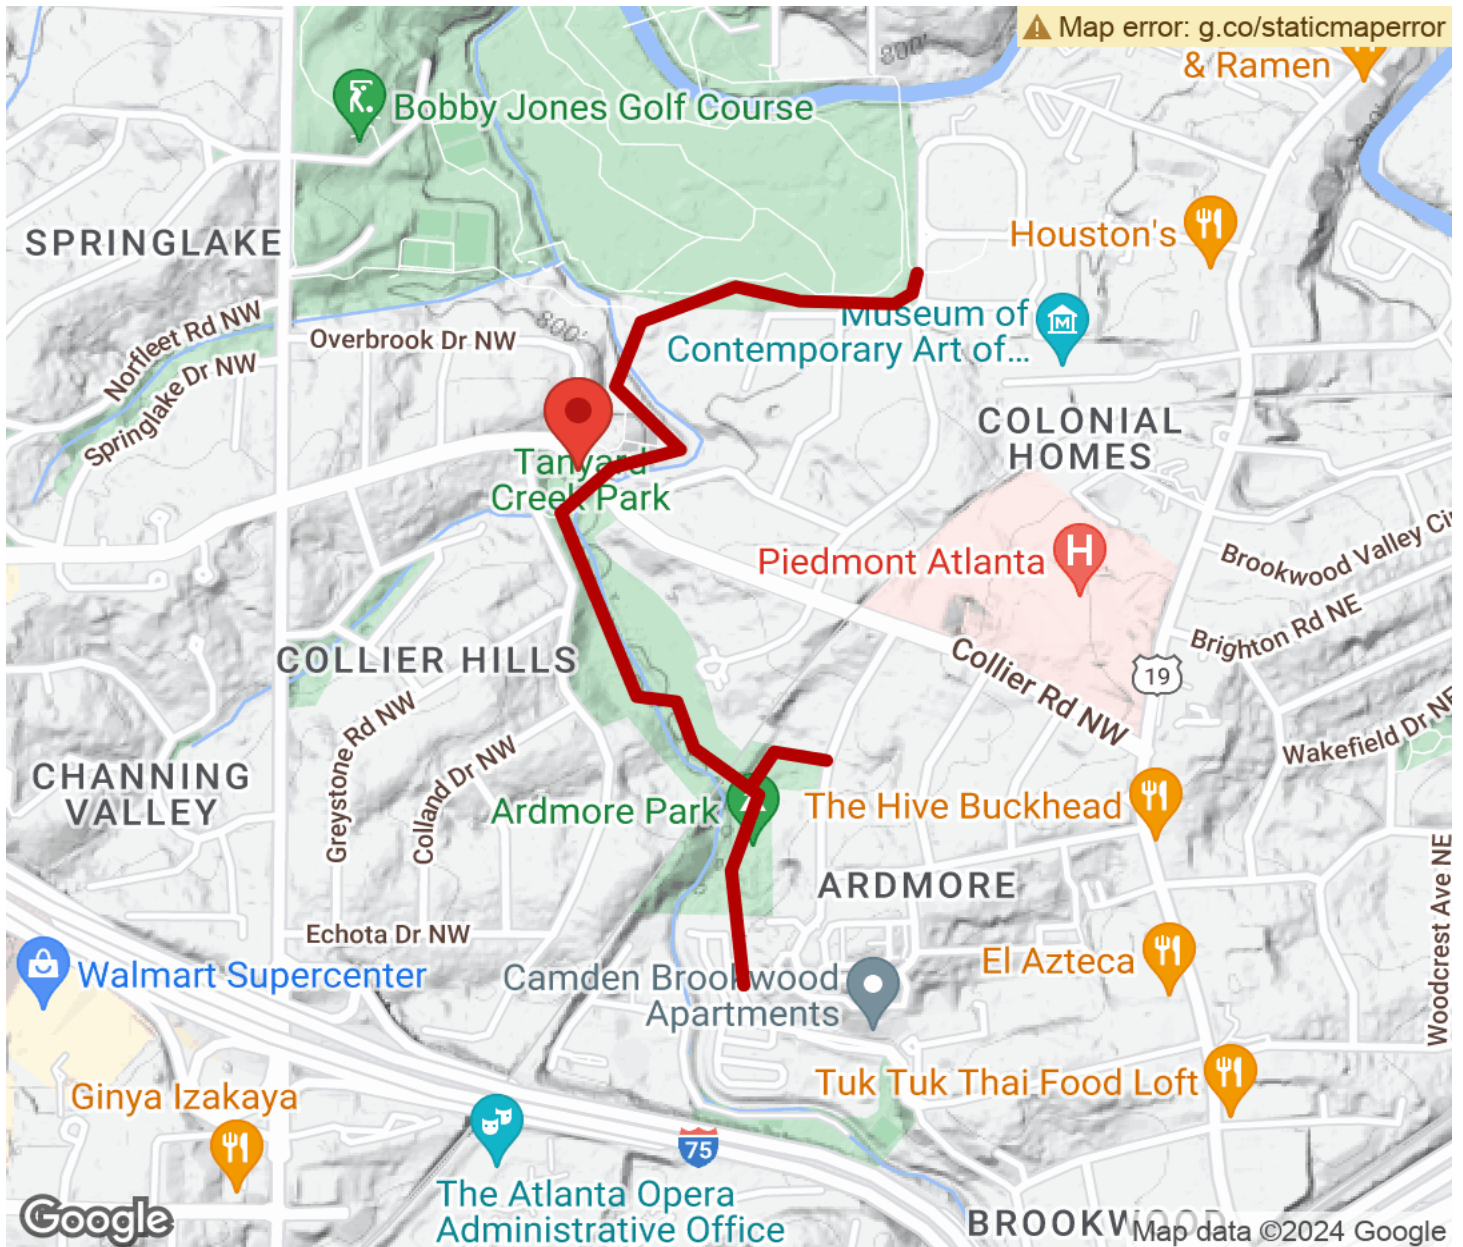 Map error: g.co/staticmaperror
800'
& Ramen
Bobby Jones Golf Course
SPRINGLAKE
Houston's
Norfleet Rd NW
Overbrook Dr NW
800'
Museum of
Contemporary Art of...
Springlake Dr NW
COLONIAL
HOMES
Tanyard
Creek Park
Piedmont Atlanta
H
Brookwood Valley Cir
Brighton Rd NE
COLLIER HILLS
Collier Rd NW
19
Greystone Rd NW
Wakefield Dr NE
CHANNING
VALLEY
Colland Dr NW
Ardmore Park
The Hive Buckhead
Woodcrest Ave NE
ARDMORE
Echota Dr NW
El Azteca
Walmart Supercenter
Camden Brookwood
Apartments
Tuk Tuk Thai Food Loft
Ginya Izakaya
75
The Atlanta Opera
Administrative Office
Google
BROOKWOOD
Map data ©2024 Google